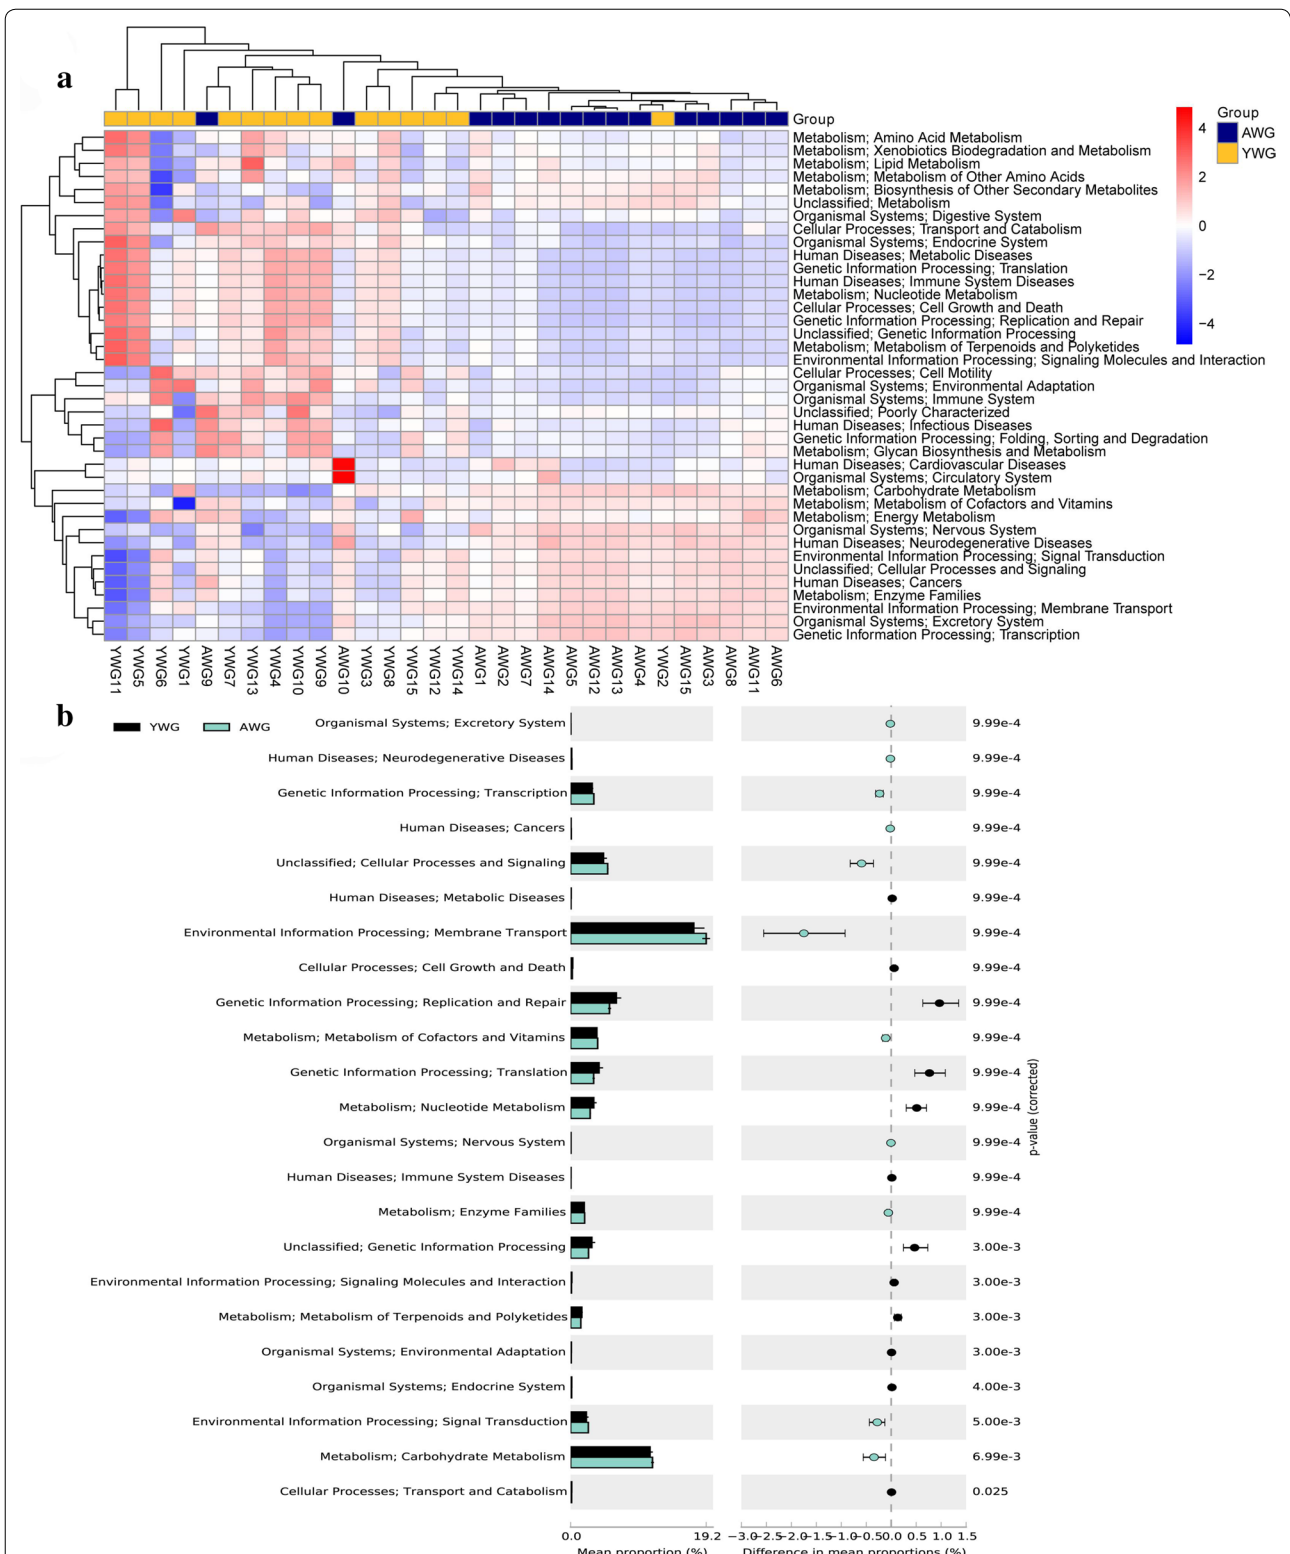 a
Group
4
2
0
−2
−4
Group
AWG
YWG
Metabolism; Amino Acid Metabolism
Metabolism; Xenobiotics Biodegradation and Metabolism
Metabolism; Lipid Metabolism
Metabolism; Metabolism of Other Amino Acids
Metabolism; Biosynthesis of Other Secondary Metabolites
Unclassified; Metabolism
Organismal Systems; Digestive System
Cellular Processes; Transport and Catabolism
Organismal Systems; Endocrine System
Human Diseases; Metabolic Diseases
Genetic Information Processing; Translation
Human Diseases; Immune System Diseases
Metabolism; Nucleotide Metabolism
Cellular Processes; Cell Growth and Death
Genetic Information Processing; Replication and Repair
Unclassified; Genetic Information Processing
Metabolism; Metabolism of Terpenoids and Polyketides
Environmental Information Processing; Signaling Molecules and Interaction
Cellular Processes; Cell Motility
Organismal Systems; Environmental Adaptation
Organismal Systems; Immune System
Unclassified; Poorly Characterized
Human Diseases; Infectious Diseases
Genetic Information Processing; Folding, Sorting and Degradation
Metabolism; Glycan Biosynthesis and Metabolism
Human Diseases; Cardiovascular Diseases
Organismal Systems; Circulatory System
Metabolism; Carbohydrate Metabolism
Metabolism; Metabolism of Cofactors and Vitamins
Metabolism; Energy Metabolism
Organismal Systems; Nervous System
Human Diseases; Neurodegenerative Diseases
Environmental Information Processing; Signal Transduction
Unclassified; Cellular Processes and Signaling
Human Diseases; Cancers
Metabolism; Enzyme Families
Environmental Information Processing; Membrane Transport
Organismal Systems; Excretory System
Genetic Information Processing; Transcription
YWG11
YWG5
YWG6
YWG1
AWG9
YWG7
YWG13
YWG4
YWG10
YWG9
AWG10
YWG3
YWG8
YWG15
YWG12
YWG14
AWG1
AWG2
AWG7
AWG14
AWG5
AWG12
AWG13
AWG4
YWG2
AWG15
AWG3
AWG8
AWG11
AWG6
b
YWG AWG
Organismal Systems; Excretory System 9.99e-4
Human Diseases; Neurodegenerative Diseases 9.99e-4
Genetic Information Processing; Transcription 9.99e-4
Human Diseases; Cancers 9.99e-4
Unclassified; Cellular Processes and Signaling 9.99e-4
Human Diseases; Metabolic Diseases 9.99e-4
Environmental Information Processing; Membrane Transport 9.99e-4
Cellular Processes; Cell Growth and Death 9.99e-4
Genetic Information Processing; Replication and Repair 9.99e-4
Metabolism; Metabolism of Cofactors and Vitamins 9.99e-4
Genetic Information Processing; Translation 9.99e-4
Metabolism; Nucleotide Metabolism 9.99e-4
Organismal Systems; Nervous System 9.99e-4
Human Diseases; Immune System Diseases 9.99e-4
Metabolism; Enzyme Families 9.99e-4
Unclassified; Genetic Information Processing 3.00e-3
Environmental Information Processing; Signaling Molecules and Interaction 3.00e-3
Metabolism; Metabolism of Terpenoids and Polyketides 3.00e-3
Organismal Systems; Environmental Adaptation 3.00e-3
Organismal Systems; Endocrine System 4.00e-3
Environmental Information Processing; Signal Transduction 5.00e-3
Metabolism; Carbohydrate Metabolism 6.99e-3
Cellular Processes; Transport and Catabolism 0.025
p-value (corrected)
0.0 19.2 −3.0−2.5−2.0−1.5−1.0−0.50.0 0.5 1.0 1.5
Mean proportion (%) Difference in mean proportions (%)